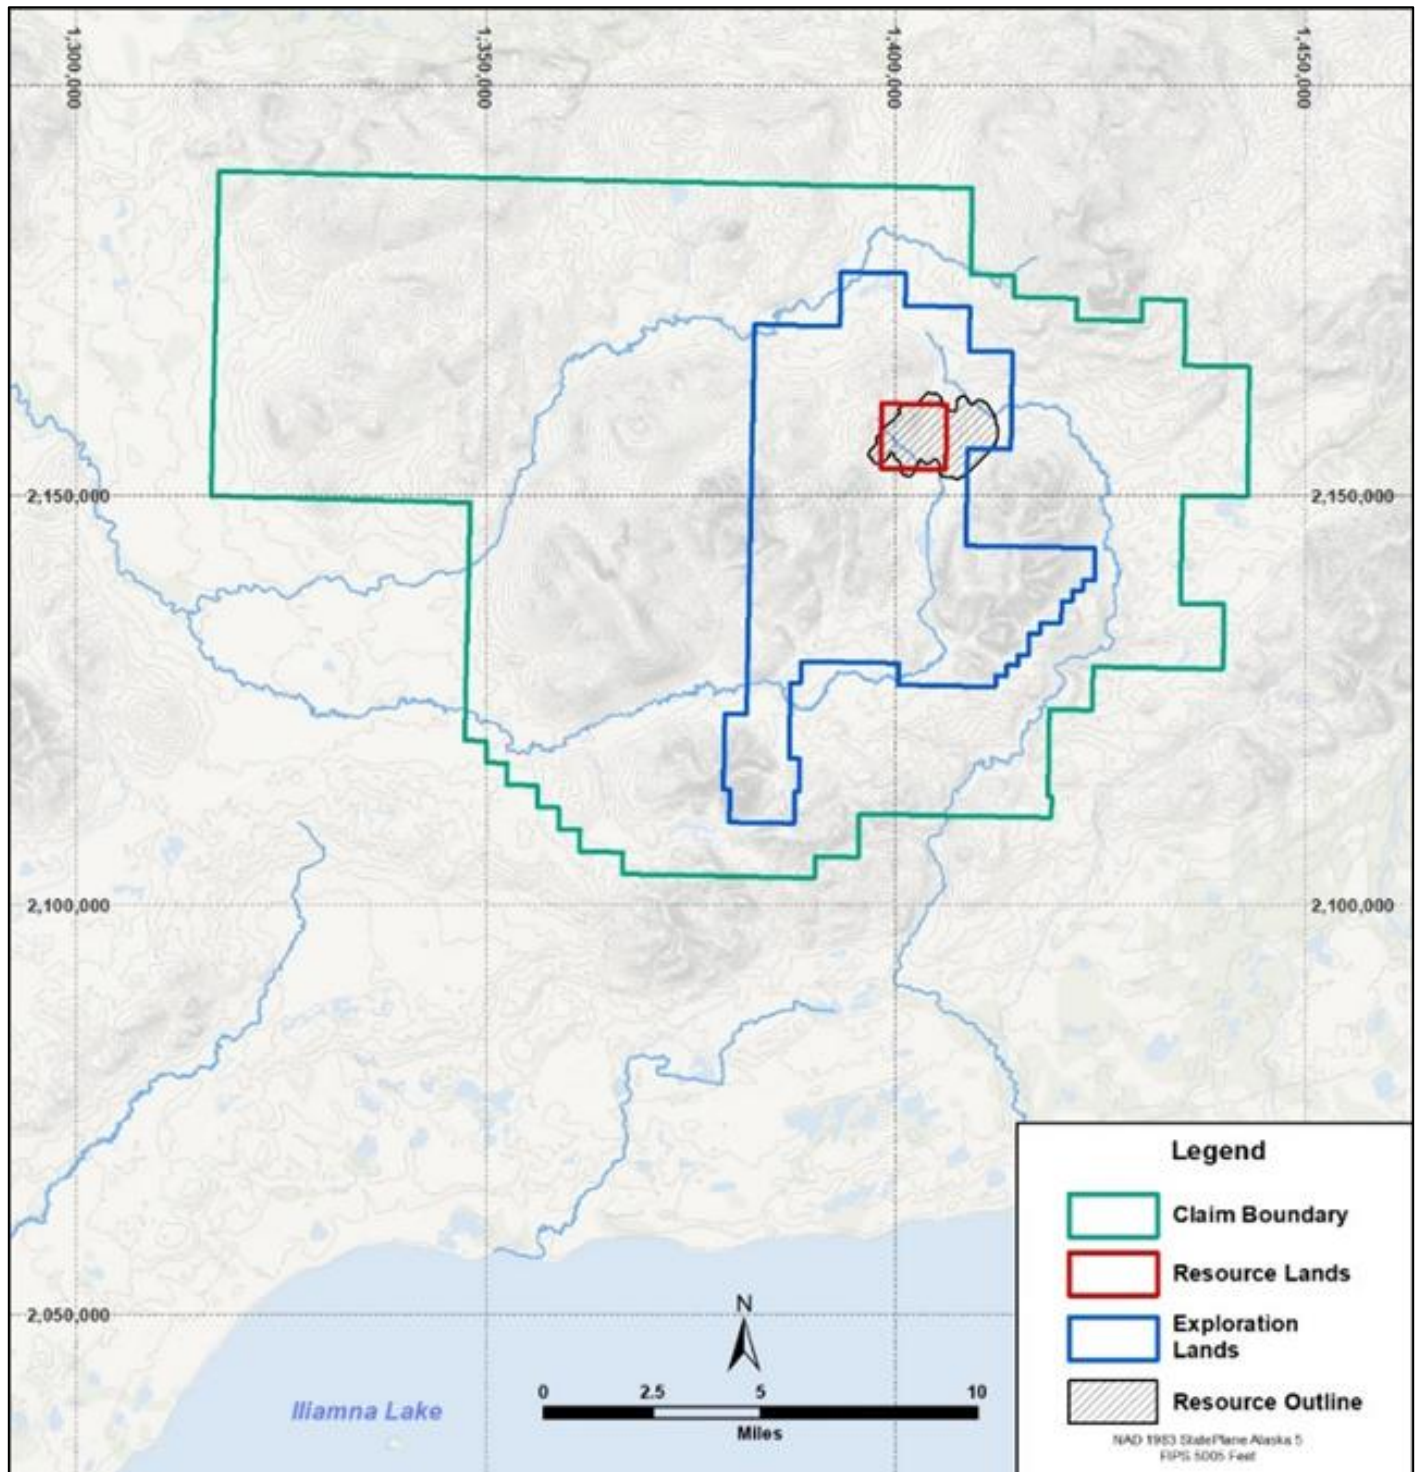 1,300,000
1,350,000
1,400,000
1,450,000
2,150,000
2,150,000
2,100,000
2,100,000
2,050,000
Iliamna Lake
N
0 2.5 5 10
Miles
Legend
Claim Boundary
Resource Lands
Exploration
Lands
Resource Outline
NAD 1983 StatePlane Alaska 5
FIPS 5005 Feet